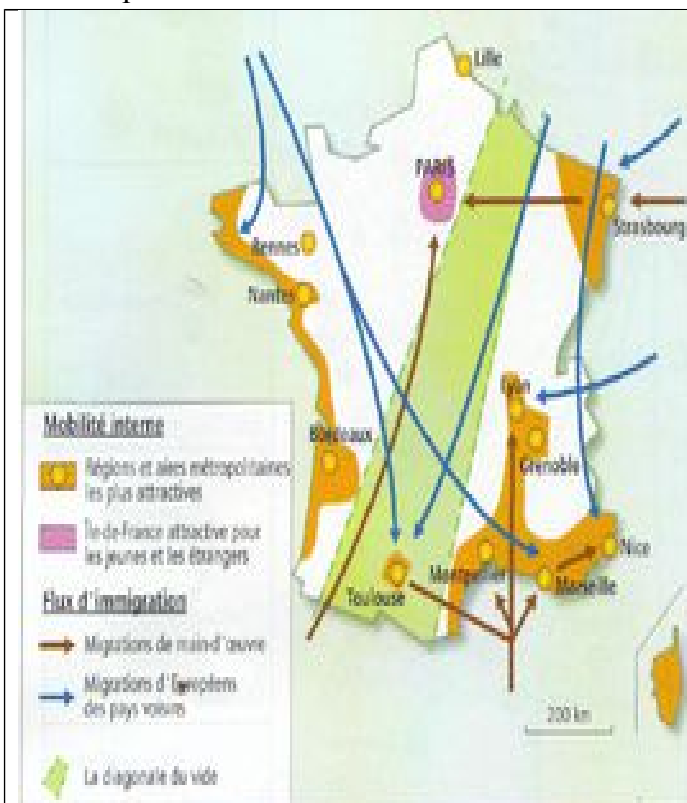 Lille
PARIS
Strasbourg
Rennes
Nantes
Lyon
Bordeaux
Grenoble
Nice
Montpellier
Marseille
Toulouse
200 km
Mobilité interne
Régions et aires métropolitaines
les plus attractives
Île-de-France attractive pour
les jeunes et les étrangers
Flux d'immigration
Migrations de main-d'œuvre
Migrations d'Européens
des pays voisins
La diagonale du vide